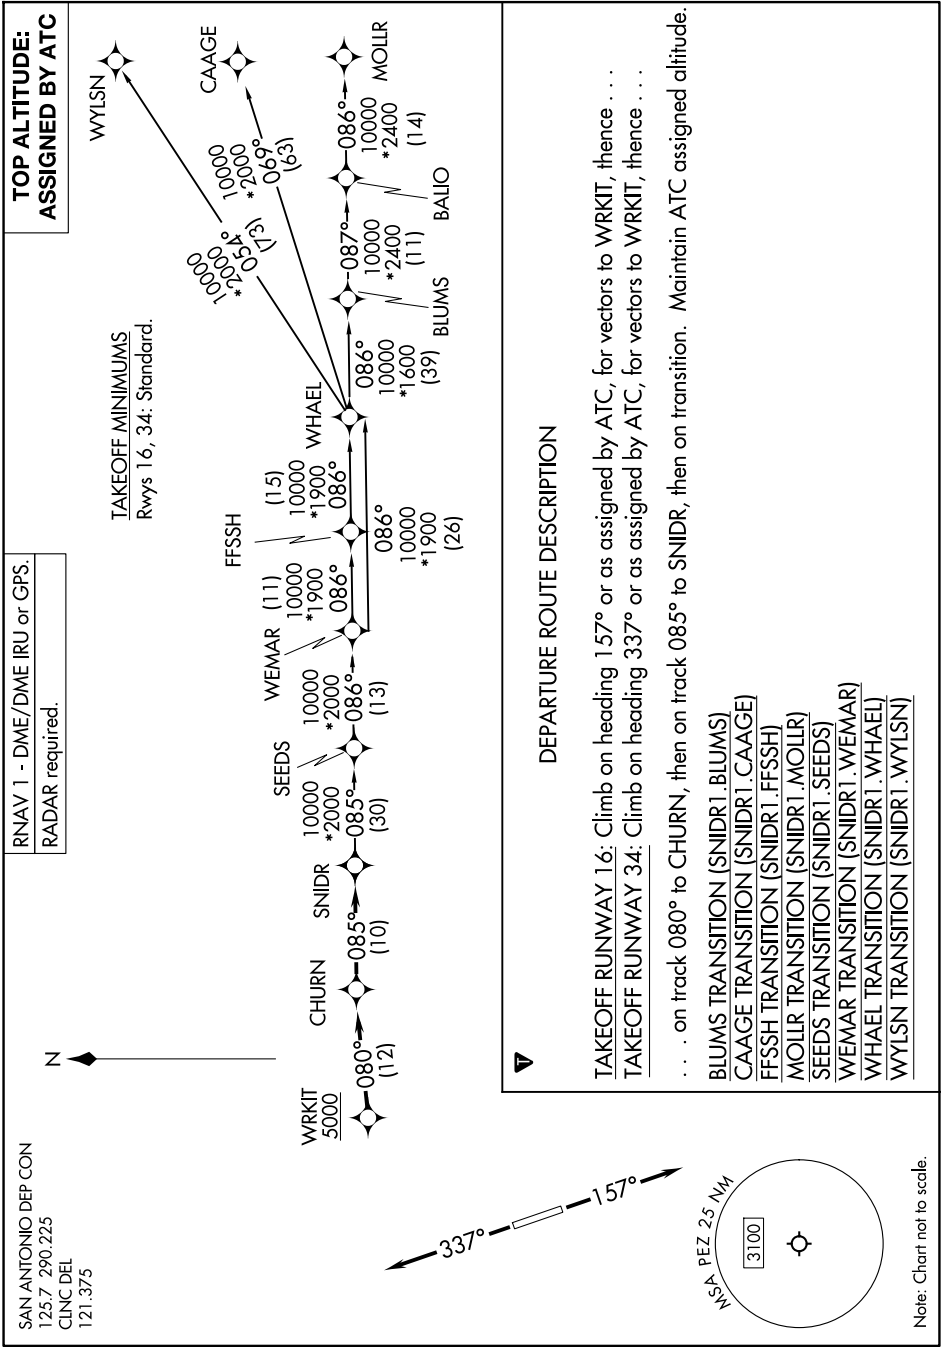 SAN ANTONIO DEP CON
125.7 290.225
CLNC DEL
121.375
RNAV 1 - DME/DME IRU or GPS.
RADAR required.
TOP ALTITUDE:
ASSIGNED BY ATC
N
TAKEOFF MINIMUMS
Rwys 16, 34: Standard.
WRKIT
5000
080°
(12)
CHURN
085°
(10)
SNIDR
10000
*2000
085°
(30)
SEEDS
10000
*2000
086°
(13)
WEMAR
(11)
10000
*1900
086°
FFSSH
(15)
10000
*1900
086°
086°
10000
*1900
(26)
WHAEL
10000
*2000
054°
(73)
WYLSN
10000
*2000
069°
(63)
CAAGE
086°
10000
*1600
(39)
BLUMS
087°
10000
*2400
(11)
BALIO
086°
10000
*2400
(14)
MOLLR
337°
157°
MSA PEZ 25 NM
3100
Note: Chart not to scale.
T
DEPARTURE ROUTE DESCRIPTION
TAKEOFF RUNWAY 16: Climb on heading 157° or as assigned by ATC, for vectors to WRKIT, thence . . .
TAKEOFF RUNWAY 34: Climb on heading 337° or as assigned by ATC, for vectors to WRKIT, thence . . .
. . . on track 080° to CHURN, then on track 085° to SNIDR, then on transition. Maintain ATC assigned altitude.
BLUMS TRANSITION (SNIDR1.BLUMS)
CAAGE TRANSITION (SNIDR1.CAAGE)
FFSSH TRANSITION (SNIDR1.FFSSH)
MOLLR TRANSITION (SNIDR1.MOLLR)
SEEDS TRANSITION (SNIDR1.SEEDS)
WEMAR TRANSITION (SNIDR1.WEMAR)
WHAEL TRANSITION (SNIDR1.WHAEL)
WYLSN TRANSITION (SNIDR1.WYLSN)